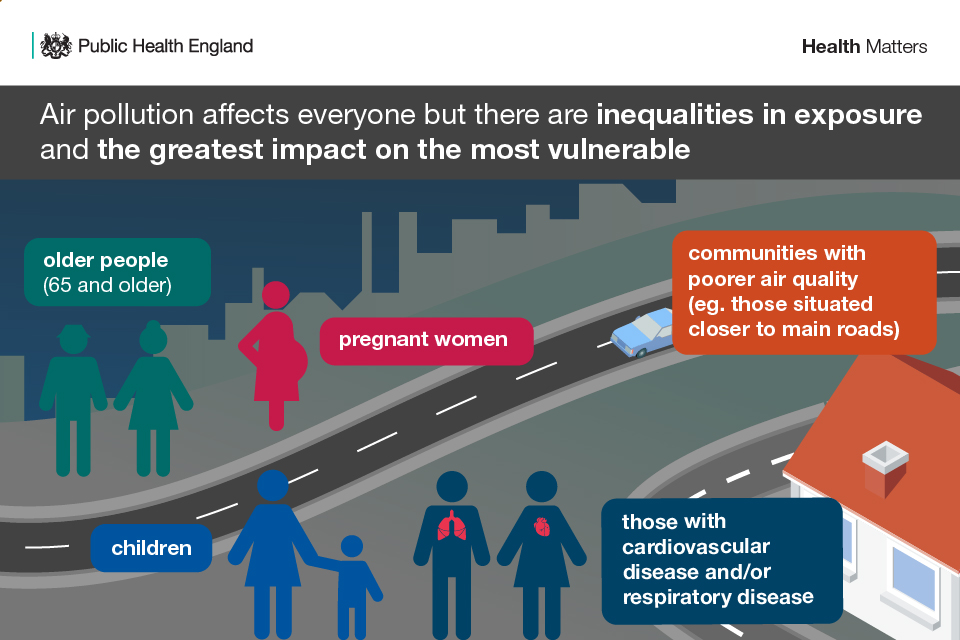 Public Health England
Health Matters
Air pollution affects everyone but there are inequalities in exposure
and the greatest impact on the most vulnerable
older people
(65 and older)
pregnant women
communities with
poorer air quality
(eg. those situated
closer to main roads)
children
those with
cardiovascular
disease and/or
respiratory disease